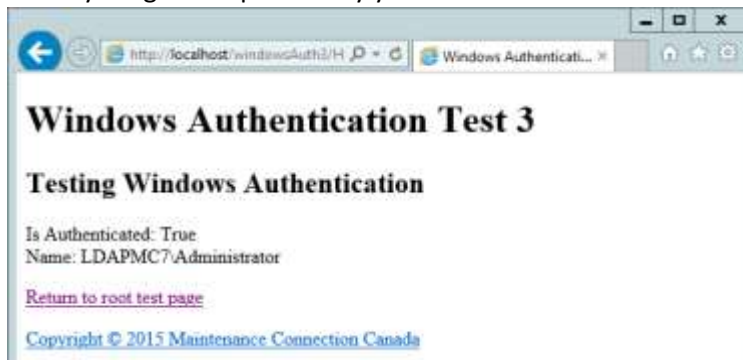 http://localhost/windowsAuth3/H
Windows Authenticati...
Windows Authentication Test 3
Testing Windows Authentication
Is Authenticated: True
Name: LDAPMC7\Administrator
Return to root test page
Copyright © 2015 Maintenance Connection Canada